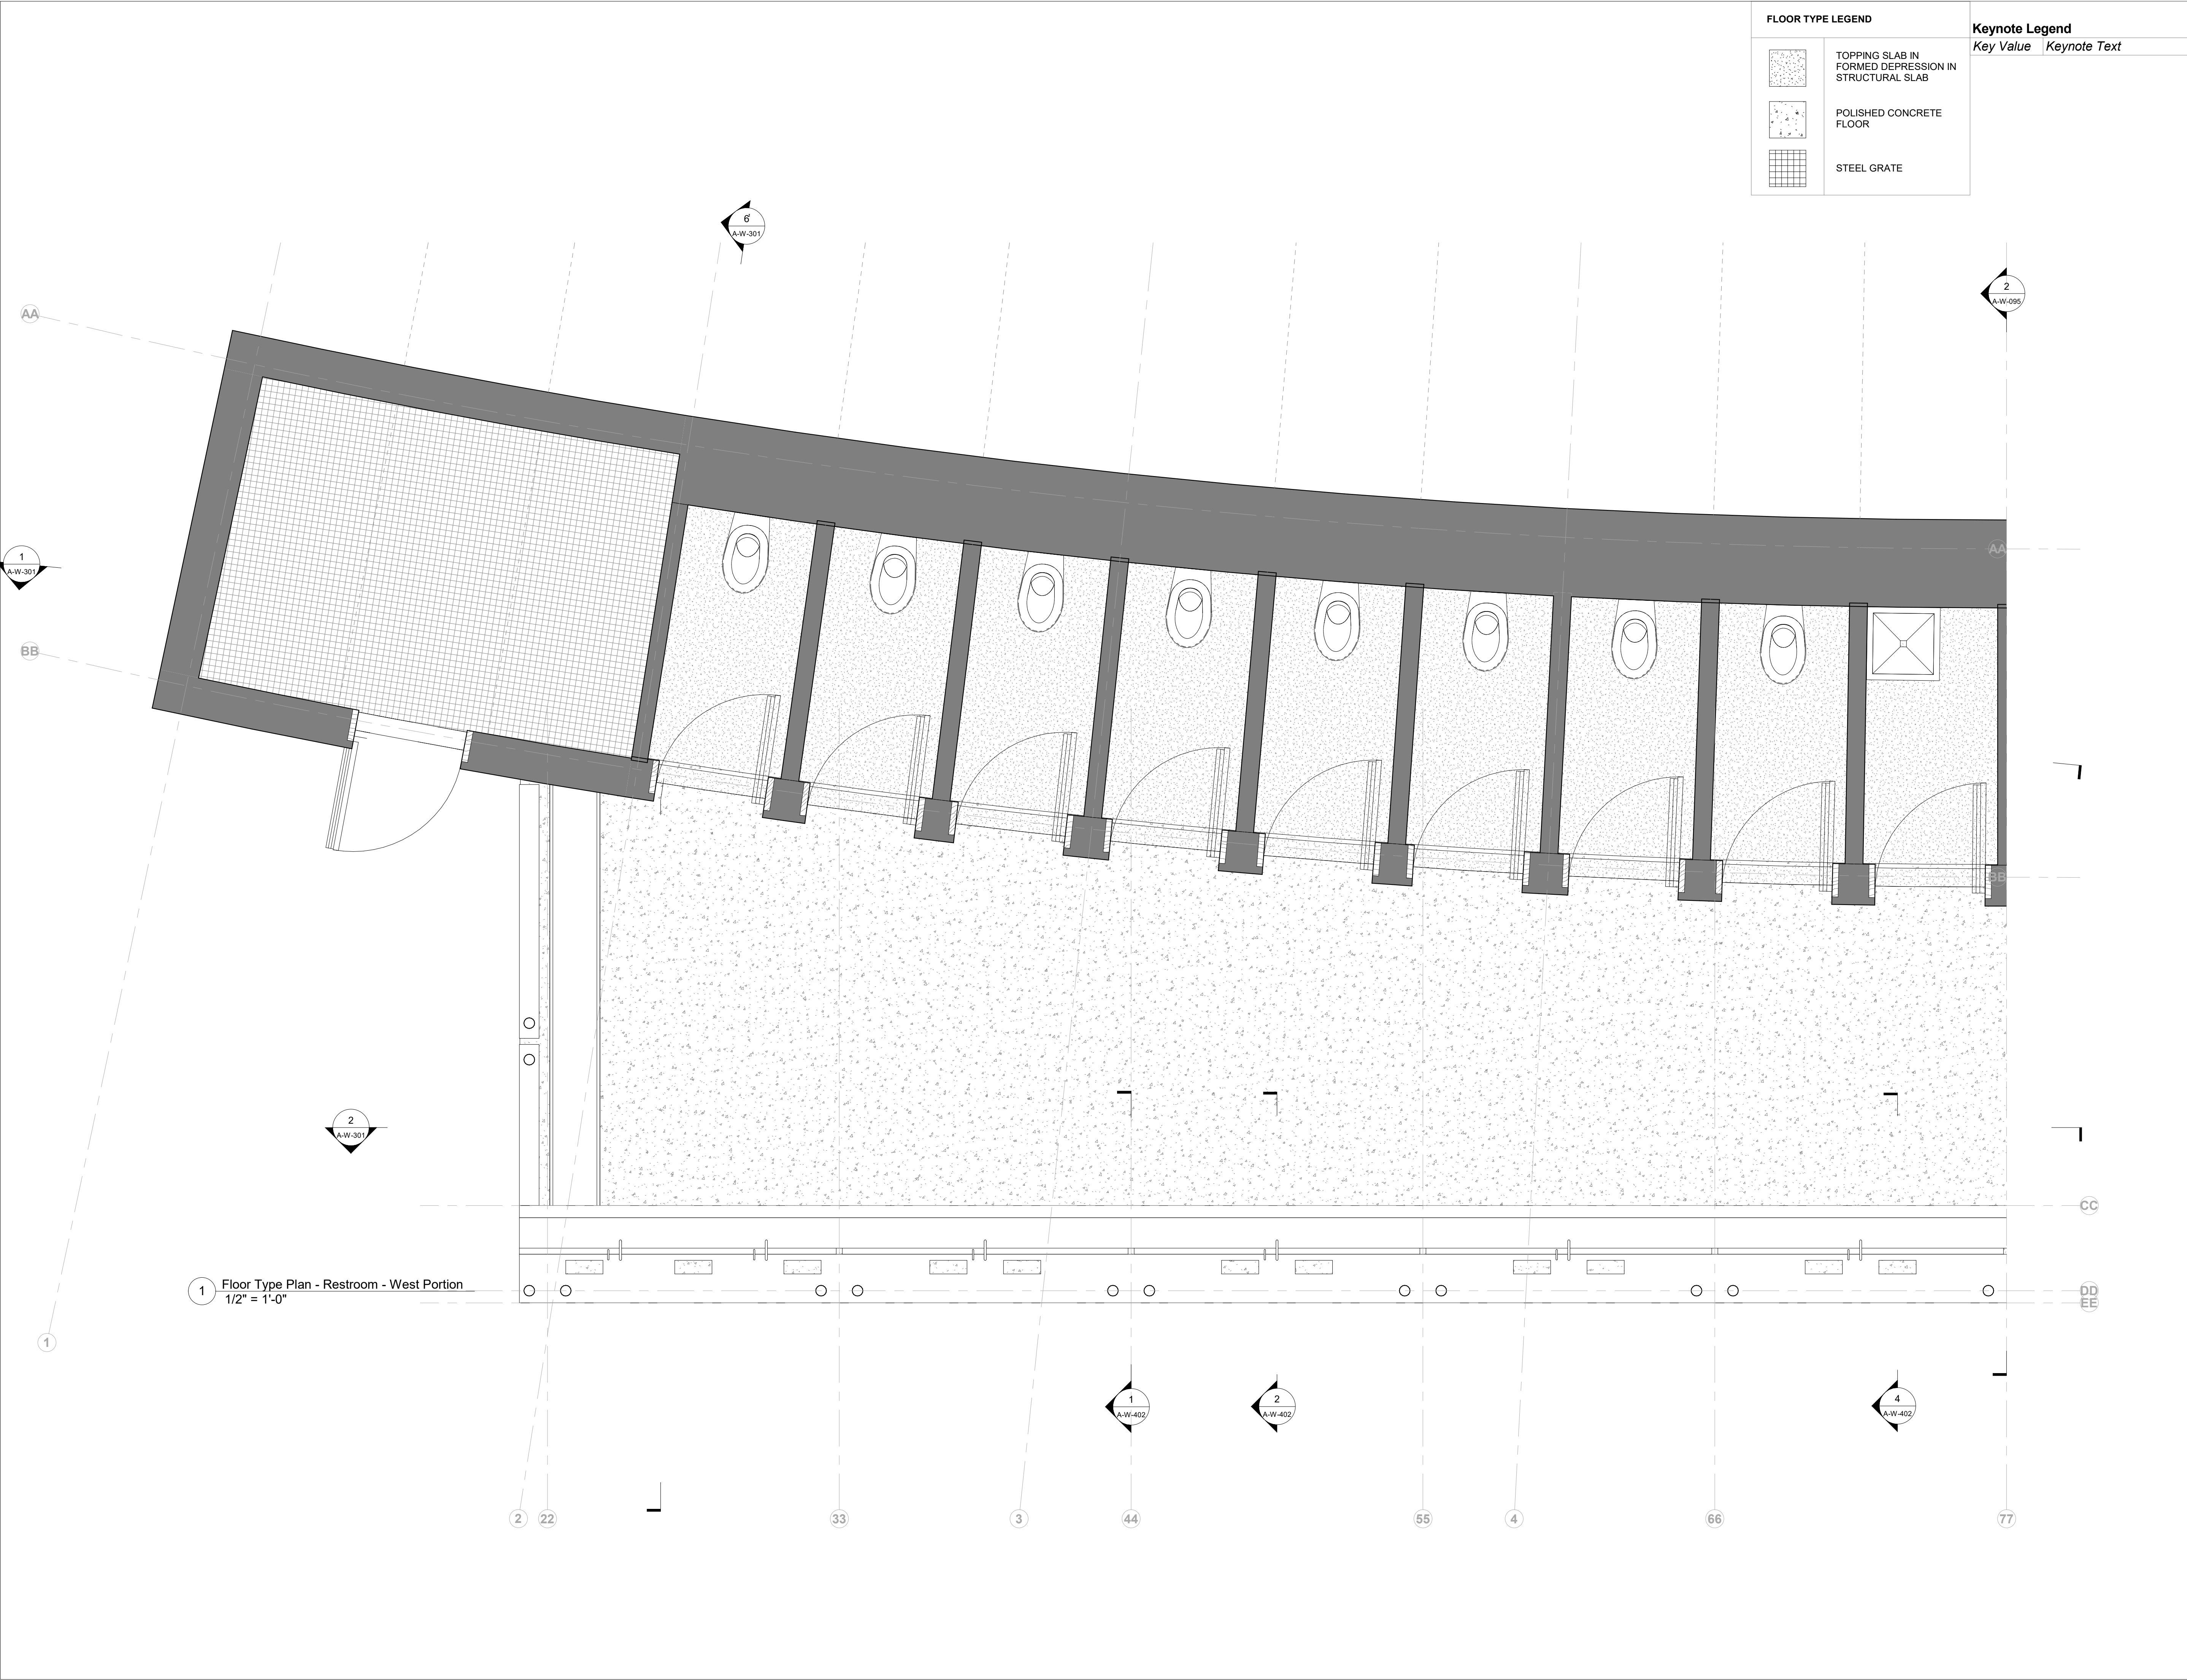 FLOOR TYPE LEGEND
TOPPING SLAB IN
FORMED DEPRESSION IN
STRUCTURAL SLAB
POLISHED CONCRETE
FLOOR
STEEL GRATE
Keynote Legend
Key Value Keynote Text
6
A-W-301
2
A-W-095
AA
AA
1
A-W-301
BB
BB
2
A-W-301
CC
1 Floor Type Plan - Restroom - West Portion
1/2" = 1'-0"
DD
EE
1
1
A-W-402
2
A-W-402
4
A-W-402
2 22 33 3 44 55 4 66 77